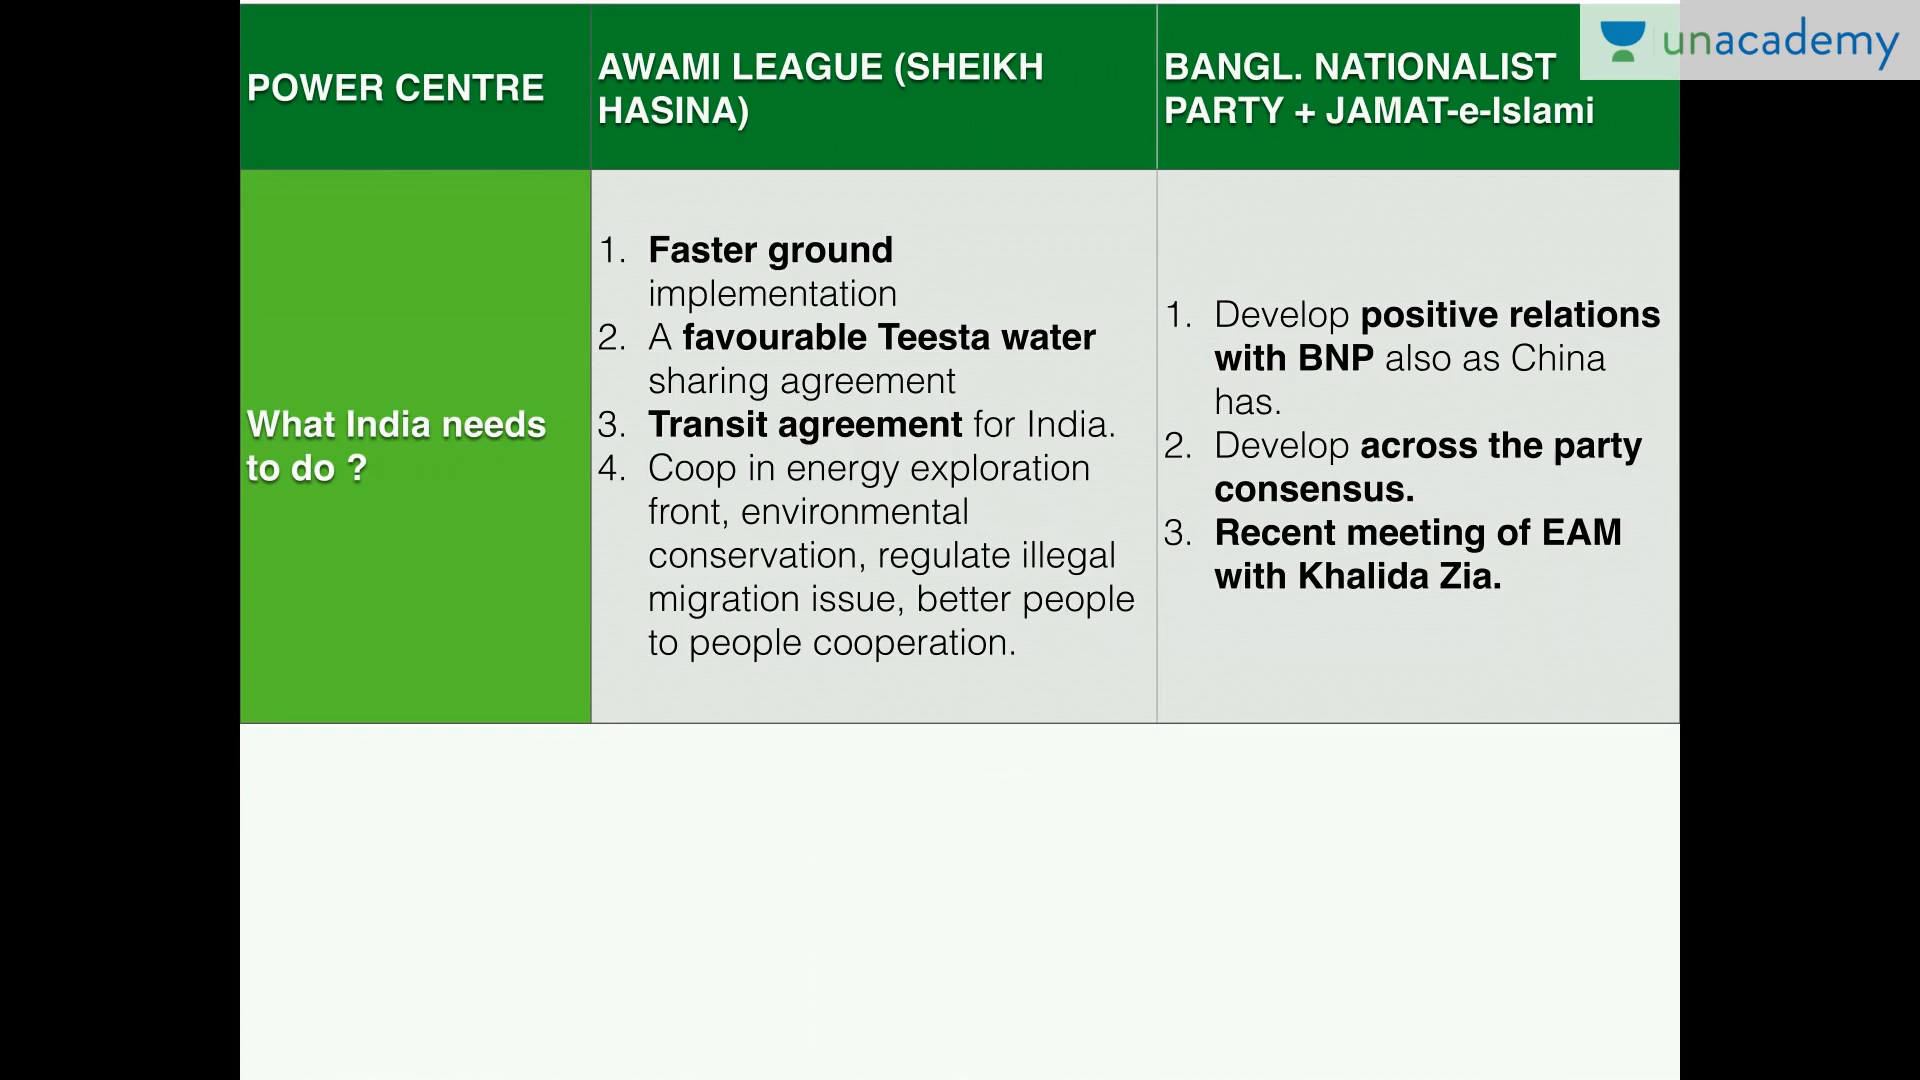 unacademy
POWER CENTRE
AWAMI LEAGUE (SHEIKH
HASINA)
BANGL. NATIONALIST
PARTY + JAMAT-e-Islami
What India needs
to do ?
1. Faster ground
implementation
2. A favourable Teesta water
sharing agreement
3. Transit agreement for India.
4. Coop in energy exploration
front, environmental
conservation, regulate illegal
migration issue, better people
to people cooperation.
1. Develop positive relations
with BNP also as China
has.
2. Develop across the party
consensus.
3. Recent meeting of EAM
with Khalida Zia.